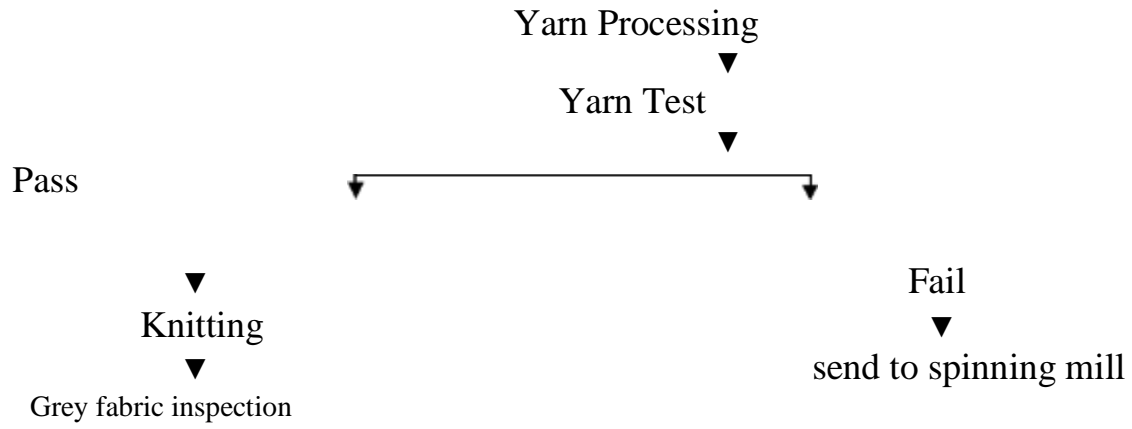 Yarn Processing
Yarn Test
Pass
Fail
Knitting
send to spinning mill
Grey fabric inspection